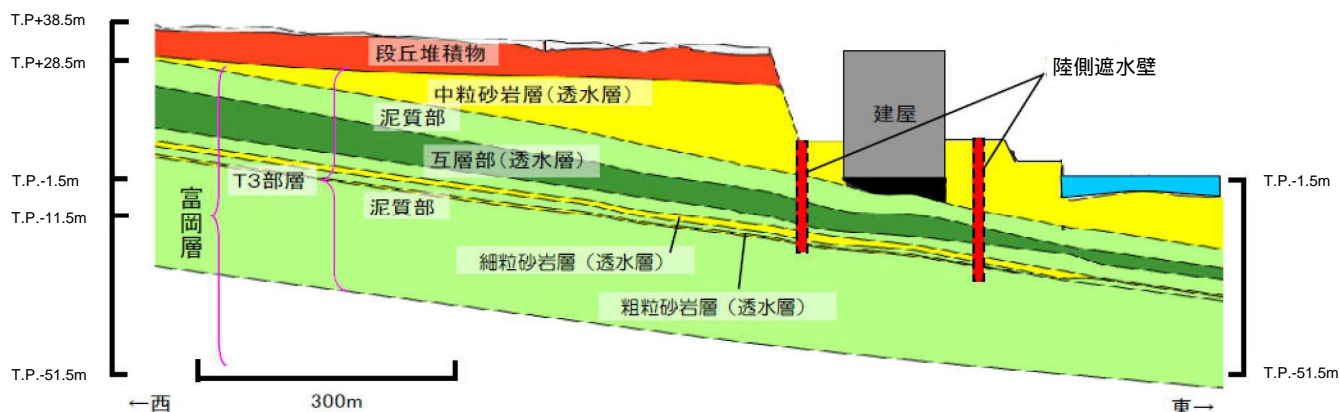 T.P+38.5m
T.P+28.5m
T.P.-1.5m
T.P.-11.5m
T.P.-51.5m
段丘堆積物
中粒砂岩層(透水層)
泥質部
互層部(透水層)
T3部層
泥質部
富岡層
細粒砂岩層（透水層）
粗粒砂岩層（透水層）
建屋
陸側遮水壁
T.P.-1.5m
T.P.-51.5m
←西
300m
東→